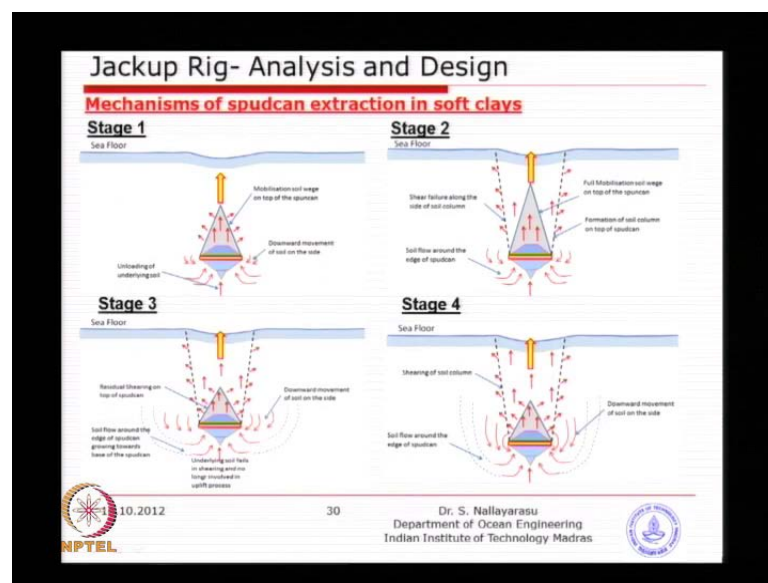 Jackup Rig- Analysis and Design
Mechanisms of spudcan extraction in soft clays
Stage 1
Sea Floor
Mobilisation soil wege
on top of the spuncan
Downward movement
of soil on the side
Unloading of
underlying soil
Stage 2
Sea Floor
Shear failure along the
side of soil column
Full Mobilisation soil wege
on top of spudcan
Formation of soil column
on top of spudcan
Soil flow around the
edge of spudcan
Stage 3
Sea Floor
Residual Shearing on
top of spudcan
Downward movement
of soil on the side
Soil flow around the
edge of spudcan
growing towards
base of the spudcan
Underlying soil fails
in shearing and no
longr involved in
uplift process
Stage 4
Sea Floor
Shearing of soil column
Downward movement
of soil on the side
Soil flow around the
edge of spudcan
10.2012
30
Dr. S. Nallayarasu
Department of Ocean Engineering
Indian Institute of Technology Madras
NPTEL